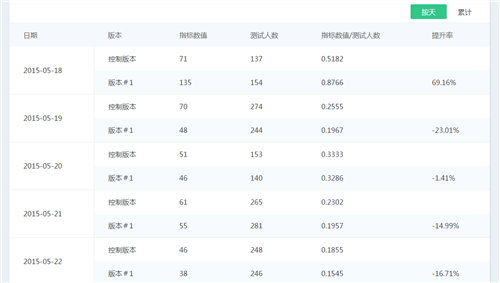 按天 累计
日期 版本 指标数值 测试人数 指标数值/测试人数 提升率
控制版本 71 137 0.5182
2015-05-18
版本#1 135 154 0.8766 69.16%
控制版本 70 274 0.2555
2015-05-19
版本#1 48 244 0.1967 -23.01%
控制版本 51 153 0.3333
2015-05-20
版本#1 46 140 0.3286 -1.41%
控制版本 61 265 0.2302
2015-05-21
版本#1 55 281 0.1957 -14.99%
控制版本 46 248 0.1855
2015-05-22
版本#1 38 246 0.1545 -16.71%